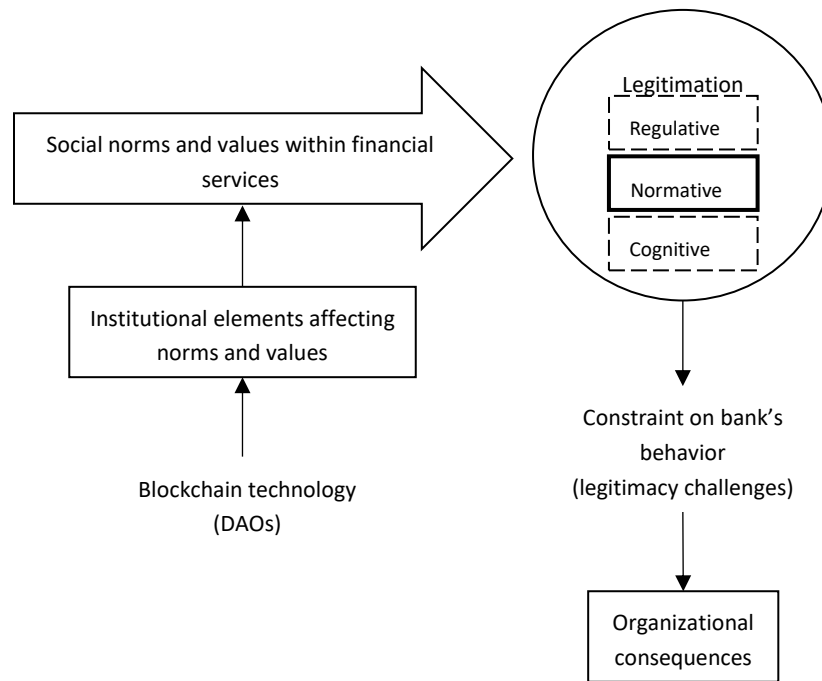 Legitimation
Regulative
Normative
Cognitive
Social norms and values within financial
services
Institutional elements affecting
norms and values
Blockchain technology
(DAOs)
Constraint on bank’s
behavior
(legitimacy challenges)
Organizational
consequences